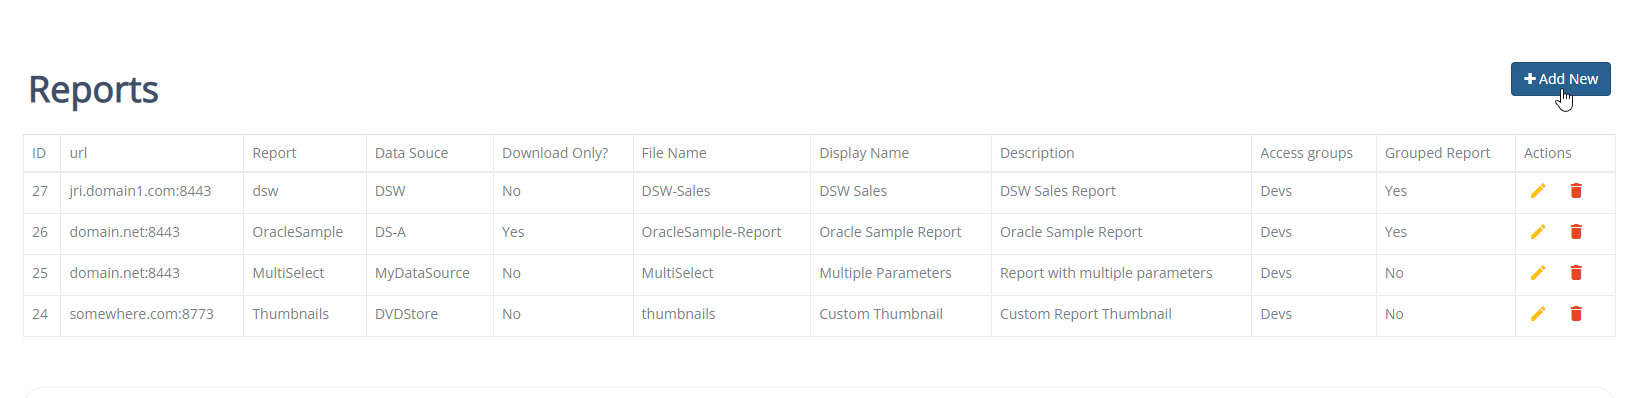 Reports
Add New
ID url Report Data Souce Download Only? File Name Display Name Description Access groups Grouped Report Actions
27 jri.domain1.com:8443 dsw DSW No DSW-Sales DSW Sales DSW Sales Report Devs Yes
26 domain.net:8443 OracleSample DS-A Yes OracleSample-Report Oracle Sample Report Oracle Sample Report Devs Yes
25 domain.net:8443 MultiSelect MyDataSource No MultiSelect Multiple Parameters Report with multiple parameters Devs No
24 somewhere.com:8773 Thumbnails DVDStore No thumbnails Custom Thumbnail Custom Report Thumbnail Devs No